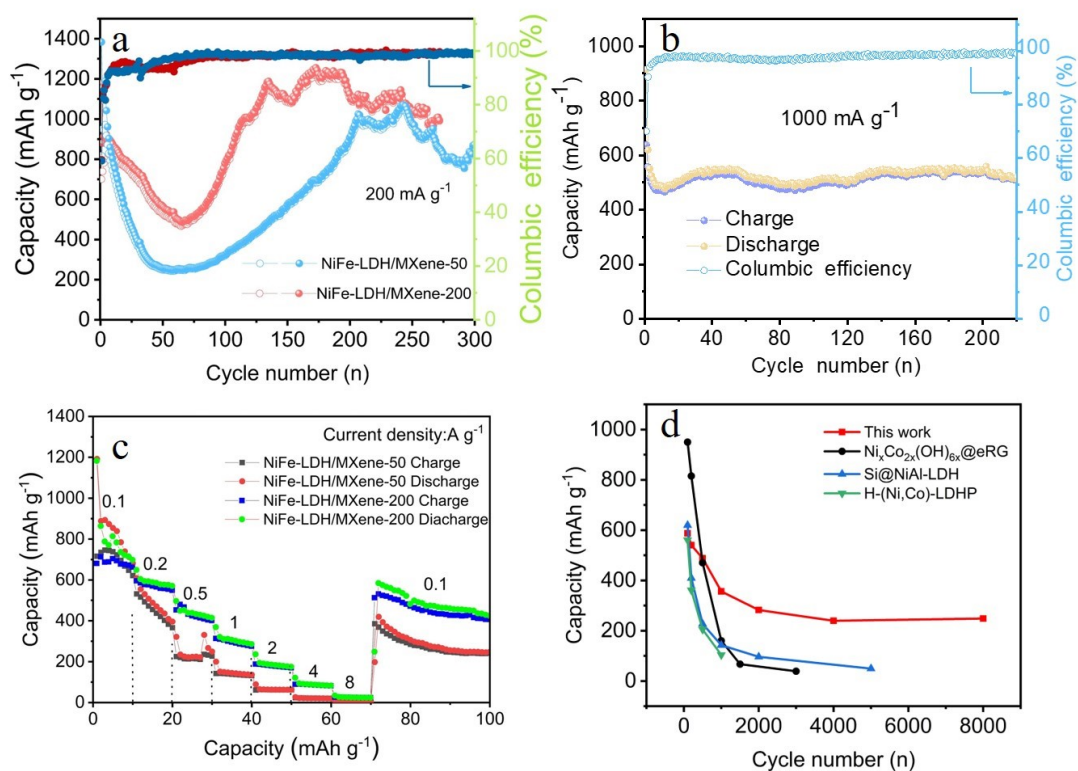 a
1400
1200
1000
800
600
400
200
0
Capacity (mAh g⁻¹)
100
80
60
40
20
0
Columbic efficiency (%)
200 mA g⁻¹
NiFe-LDH/MXene-50
NiFe-LDH/MXene-200
0 50 100 150 200 250 300
Cycle number (n)
b
1000
800
600
400
200
0
Capacity (mAh g⁻¹)
100
80
60
40
20
0
Columbic efficiency (%)
1000 mA g⁻¹
Charge
Discharge
Columbic efficiency
0 40 80 120 160 200
Cycle number (n)
c
1400
1200
1000
800
600
400
200
0
Capacity (mAh g⁻¹)
Current density:A g⁻¹
NiFe-LDH/MXene-50 Charge
NiFe-LDH/MXene-50 Discharge
NiFe-LDH/MXene-200 Charge
NiFe-LDH/MXene-200 Diacharge
0.1
0.2
0.5
1
2
4
8
0.1
0 20 40 60 80 100
Capacity (mAh g⁻¹)
d
1000
800
600
400
200
0
Capacity (mAh g⁻¹)
This work
NiₓCo₂ₓ(OH)₆ₓ@eRG
Si@NiAl-LDH
H-(Ni,Co)-LDHP
0 2000 4000 6000 8000
Cycle number (n)